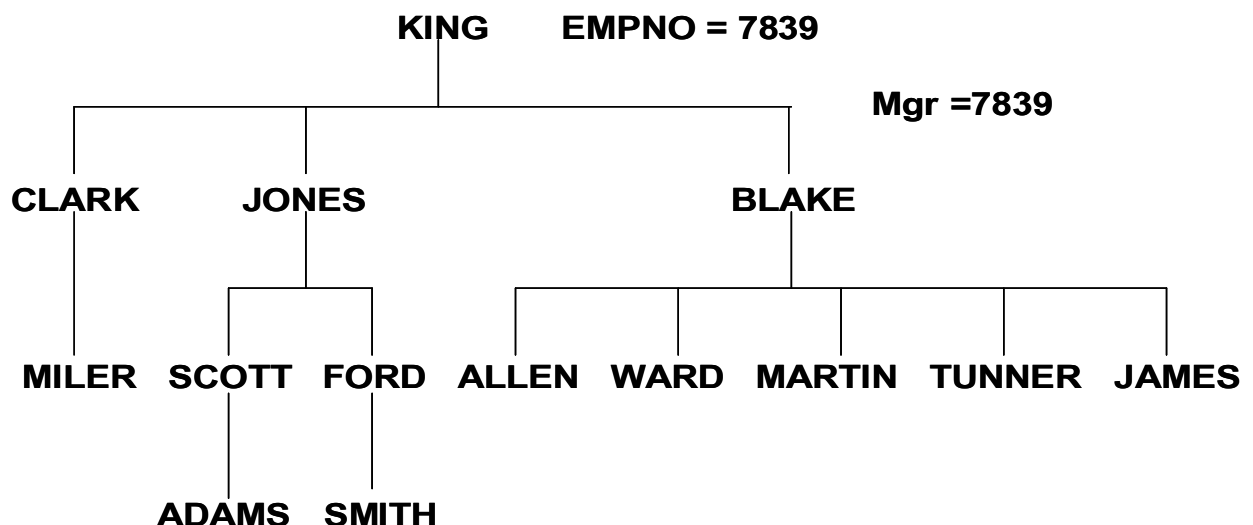 KING EMPNO = 7839
Mgr =7839
CLARK JONES BLAKE
MILER SCOTT FORD ALLEN WARD MARTIN TUNNER JAMES
ADAMS SMITH